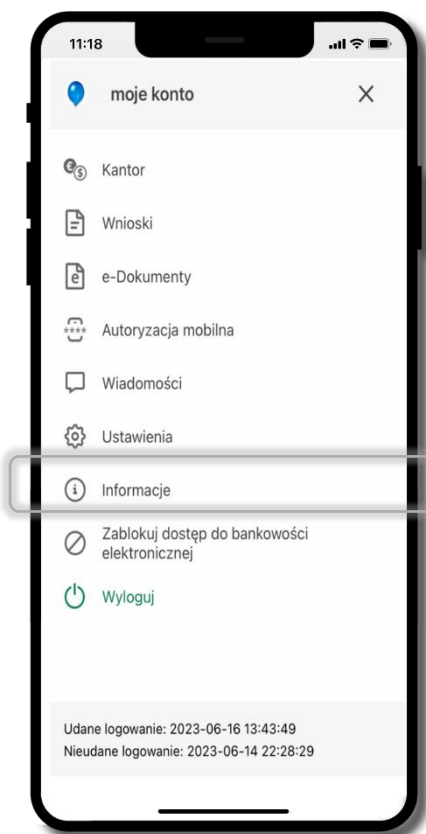 11:18
moje konto
Kantor
Wnioski
e-Dokumenty
Autoryzacja mobilna
Wiadomości
Ustawienia
Informacje
Zablokuj dostęp do bankowości
elektronicznej
Wyloguj
Udane logowanie: 2023-06-16 13:43:49
Nieudane logowanie: 2023-06-14 22:28:29